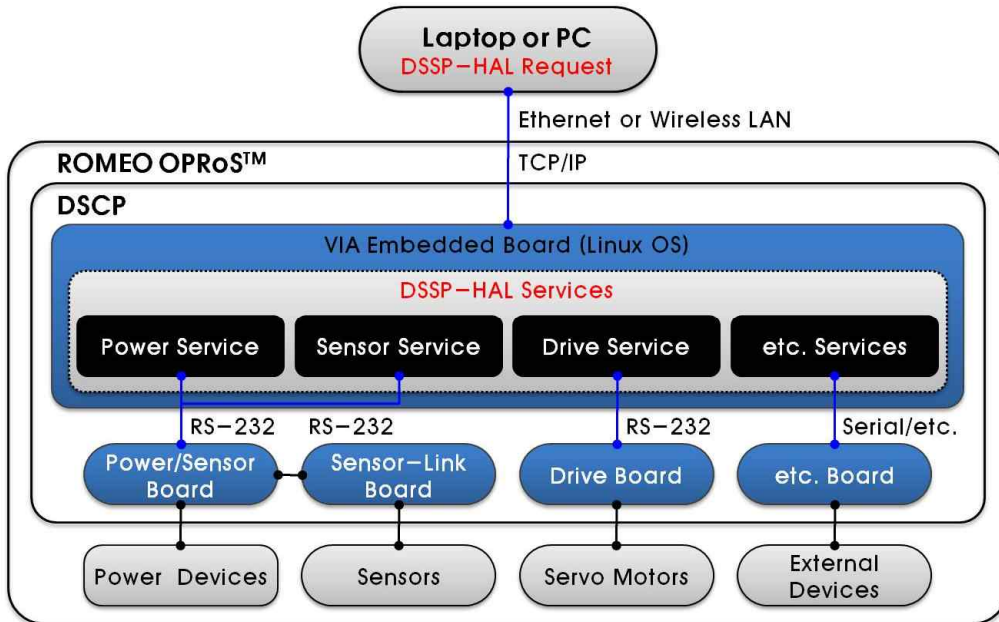 Laptop or PC
DSSP-HAL Request
Ethernet or Wireless LAN
ROMEO OPRoS™
TCP/IP
DSCP
VIA Embedded Board (Linux OS)
DSSP-HAL Services
Power Service
Sensor Service
Drive Service
etc. Services
RS-232
RS-232
RS-232
Serial/etc.
Power/Sensor
Board
Sensor-Link
Board
Drive Board
etc. Board
Power Devices
Sensors
Servo Motors
External
Devices